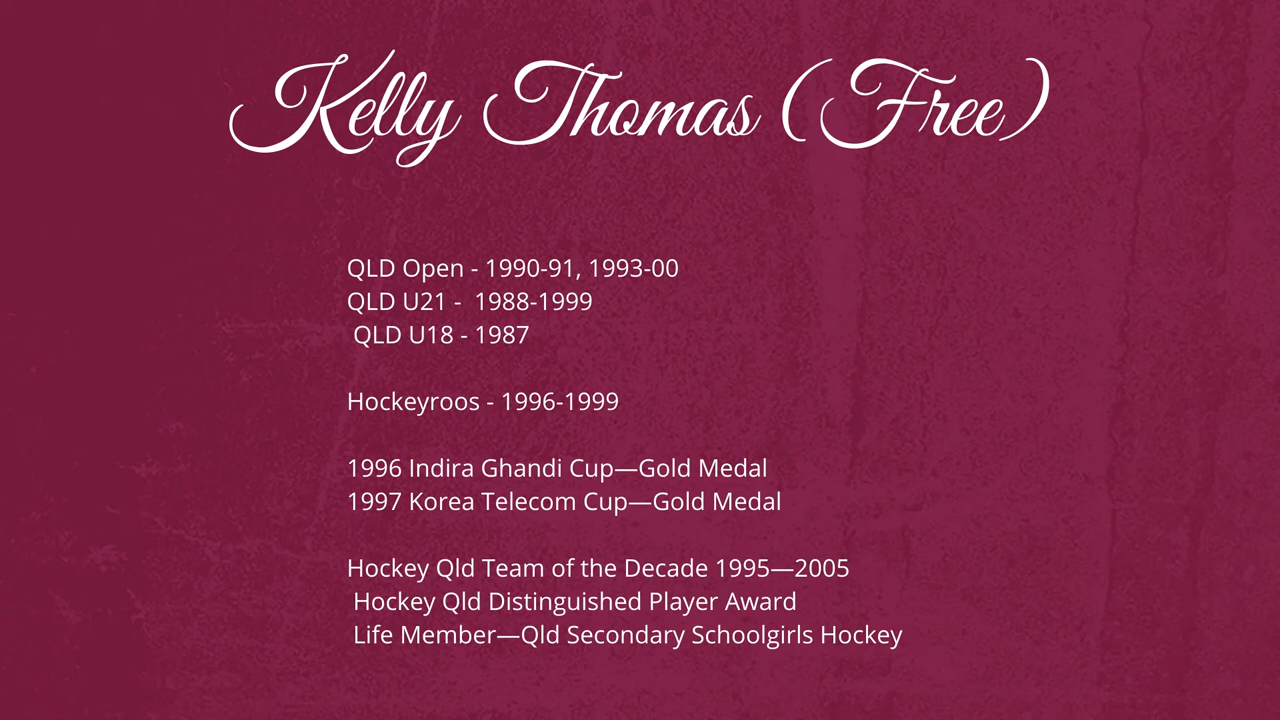 Kelly Thomas (Free)
QLD Open - 1990-91, 1993-00
QLD U21 -  1988-1999
QLD U18 - 1987
Hockeyroos - 1996-1999
1996 Indira Ghandi Cup—Gold Medal
1997 Korea Telecom Cup—Gold Medal
Hockey Qld Team of the Decade 1995—2005
Hockey Qld Distinguished Player Award
Life Member—Qld Secondary Schoolgirls Hockey